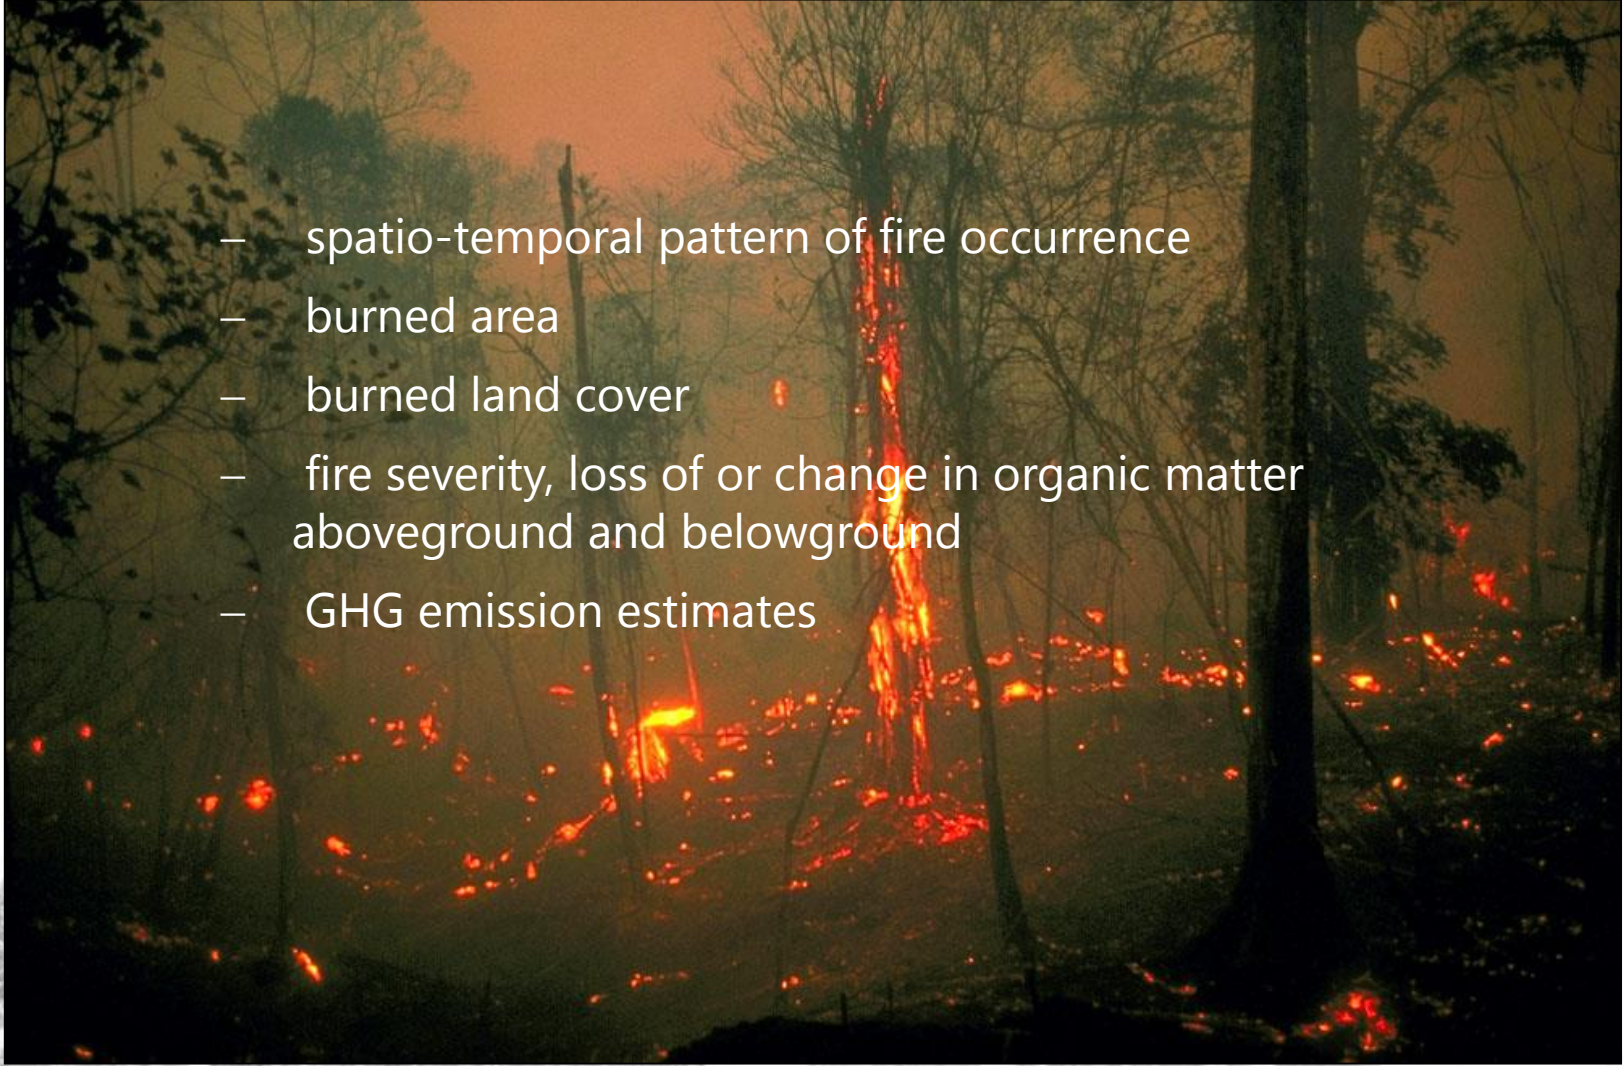 – spatio-temporal pattern of fire occurrence
– burned area
– burned land cover
– fire severity, loss of or change in organic matter
aboveground and belowground
– GHG emission estimates